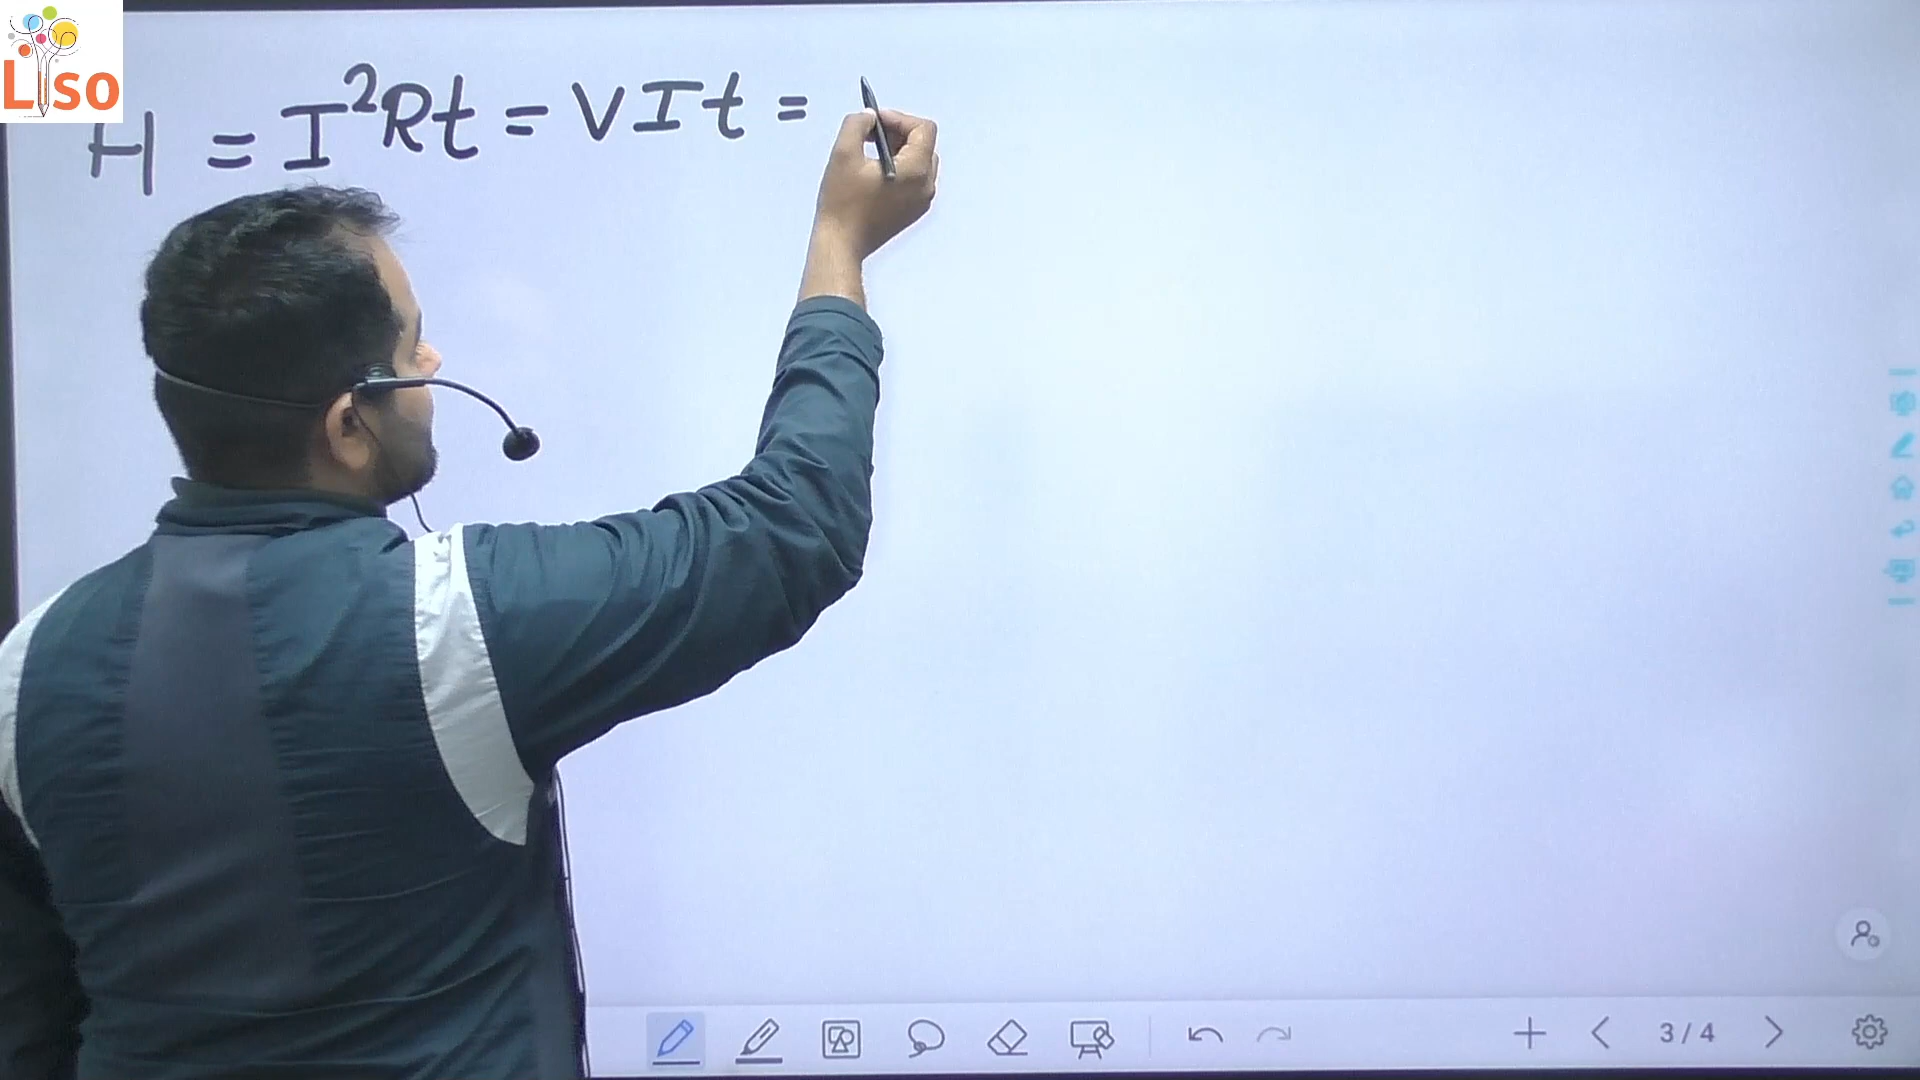 Liso
H = I²Rt = VIt =
3/4